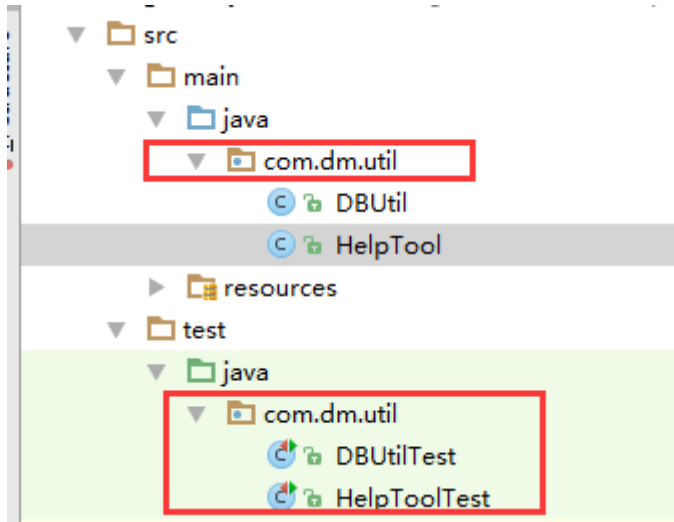 src
main
java
com.dm.util
C DBUtil
C HelpTool
resources
test
java
com.dm.util
C DBUtilTest
C HelpToolTest